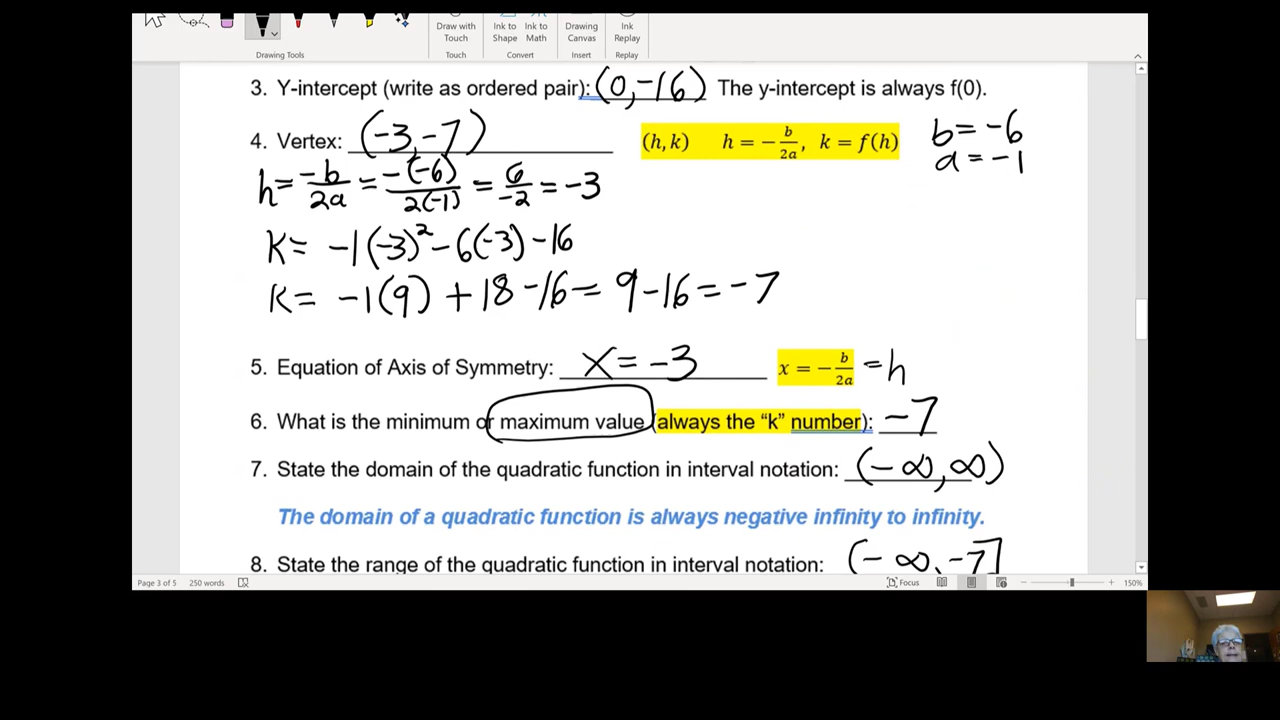 Draw with Touch
Ink to Shape
Ink to Math
Drawing Canvas
Ink Replay
Drawing Tools
Touch
Convert
Insert
Replay
3. Y-intercept (write as ordered pair): (0,-16) The y-intercept is always f(0).
4. Vertex: (-3,-7) (h, k) h = -b/2a, k = f(h) b = -6
a = -1
h = -b/2a = -(-6)/2(-1) = 6/-2 = -3
K = -1(-3)² - 6(-3) - 16
K = -1(9) + 18 - 16 = 9 - 16 = -7
5. Equation of Axis of Symmetry: x = -3 x = -b/2a = h
6. What is the minimum or maximum value (always the “k” number): -7
7. State the domain of the quadratic function in interval notation: (-∞,∞)
The domain of a quadratic function is always negative infinity to infinity.
8. State the range of the quadratic function in interval notation: (-∞,-7]
Page 3 of 5 250 words Focus 150%